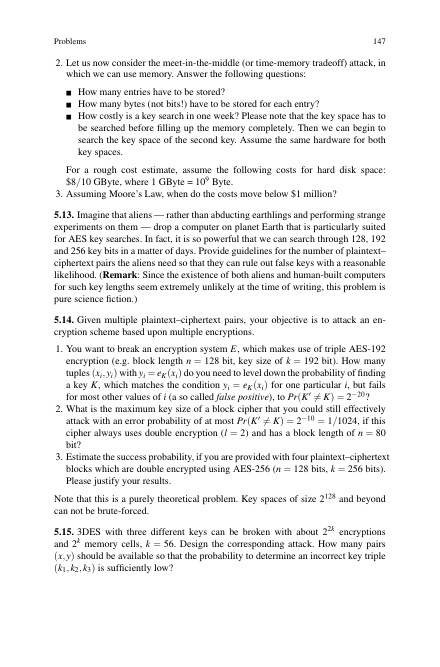 Problems 147
2. Let us now consider the meet-in-the-middle (or time-memory tradeoff) attack, in
which we can use memory. Answer the following questions:
■ How many entries have to be stored?
■ How many bytes (not bits!) have to be stored for each entry?
■ How costly is a key search in one week? Please note that the key space has to
be searched before filling up the memory completely. Then we can begin to
search the key space of the second key. Assume the same hardware for both
key spaces.
For a rough cost estimate, assume the following costs for hard disk space:
$8/10 GByte, where 1 GByte = 10⁹ Byte.
3. Assuming Moore's Law, when do the costs move below $1 million?
5.13. Imagine that aliens — rather than abducting earthlings and performing strange
experiments on them — drop a computer on planet Earth that is particularly suited
for AES key searches. In fact, it is so powerful that we can search through 128, 192
and 256 key bits in a matter of days. Provide guidelines for the number of plaintext–
ciphertext pairs the aliens need so that they can rule out false keys with a reasonable
likelihood. (Remark: Since the existence of both aliens and human-built computers
for such key lengths seem extremely unlikely at the time of writing, this problem is
pure science fiction.)
5.14. Given multiple plaintext–ciphertext pairs, your objective is to attack an en-
cryption scheme based upon multiple encryptions.
1. You want to break an encryption system E, which makes use of triple AES-192
encryption (e.g. block length n = 128 bit, key size of k = 192 bit). How many
tuples (xᵢ, yᵢ) with yᵢ = e_K(xᵢ) do you need to level down the probability of finding
a key K, which matches the condition yᵢ = e_K(xᵢ) for one particular i, but fails
for most other values of i (a so called false positive), to Pr(K′ ≠ K) = 2⁻²⁰?
2. What is the maximum key size of a block cipher that you could still effectively
attack with an error probability of at most Pr(K′ ≠ K) = 2⁻¹⁰ = 1/1024, if this
cipher always uses double encryption (l = 2) and has a block length of n = 80
bit?
3. Estimate the success probability, if you are provided with four plaintext–ciphertext
blocks which are double encrypted using AES-256 (n = 128 bits, k = 256 bits).
Please justify your results.
Note that this is a purely theoretical problem. Key spaces of size 2¹²⁸ and beyond
can not be brute-forced.
5.15. 3DES with three different keys can be broken with about 2²ᵏ encryptions
and 2ᵏ memory cells, k = 56. Design the corresponding attack. How many pairs
(x, y) should be available so that the probability to determine an incorrect key triple
(k₁, k₂, k₃) is sufficiently low?